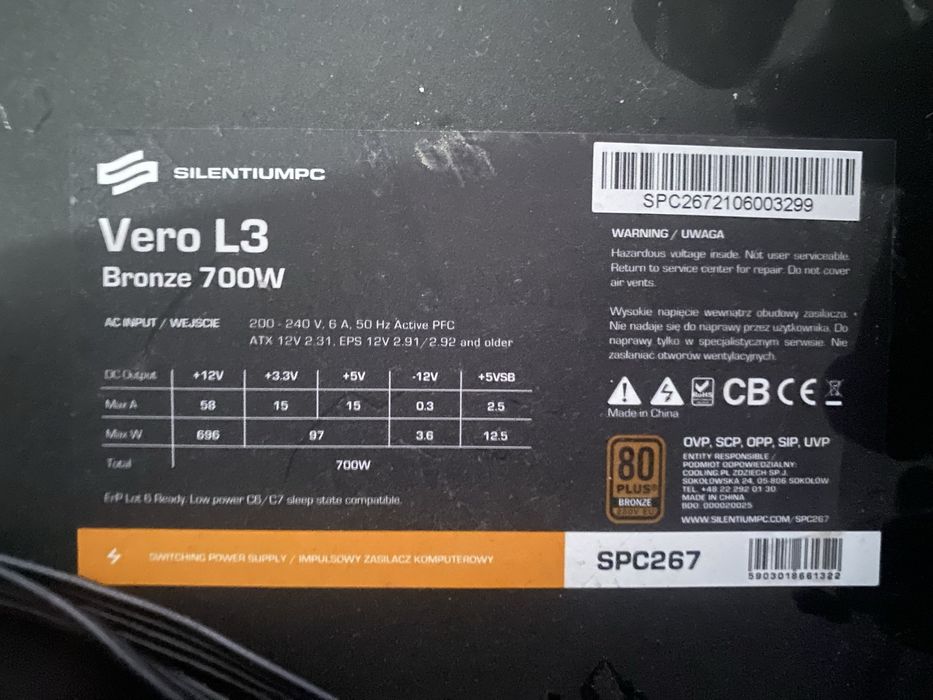 SILENTIUMPC
Vero L3
Bronze 700W
AC INPUT / WEJŚCIE 200 - 240 V, 6 A, 50 Hz Active PFC
ATX 12V 2.31, EPS 12V 2.91/2.92 and older
DC Output +12V +3.3V +5V -12V +5VSB
Max A 58 15 15 0.3 2.5
Max W 696 97 3.6 12.5
Total 700W
ErP Lot 6 Ready. Low power C6/C7 sleep state compatible.
SWITCHING POWER SUPPLY / IMPULSOWY ZASILACZ KOMPUTEROWY
SPC2672106003299
WARNING / UWAGA
Hazardous voltage inside. Not user serviceable.
Return to service center for repair. Do not cover
air vents.
Wysokie napięcie wewnątrz obudowy zasilacza.
Nie nadaje się do naprawy przez użytkownika. Do
naprawy tylko w specjalistycznym serwisie. Nie
zasłaniać otworów wentylacyjnych.
RoHS CB CE
Made in China
80
PLUS®
BRONZE
230V EU
OVP, SCP, OPP, SIP, UVP
ENTITY RESPONSIBLE /
PODMIOT ODPOWIEDZIALNY:
COOLING.PL ZDZIECH SP.J.
SOKOŁOWSKA 24, 05-806 SOKOŁÓW
TEL. +48 22 292 01 30
MADE IN CHINA
BDO: 000020025
WWW.SILENTIUMPC.COM/SPC267
SPC267
5903018661322